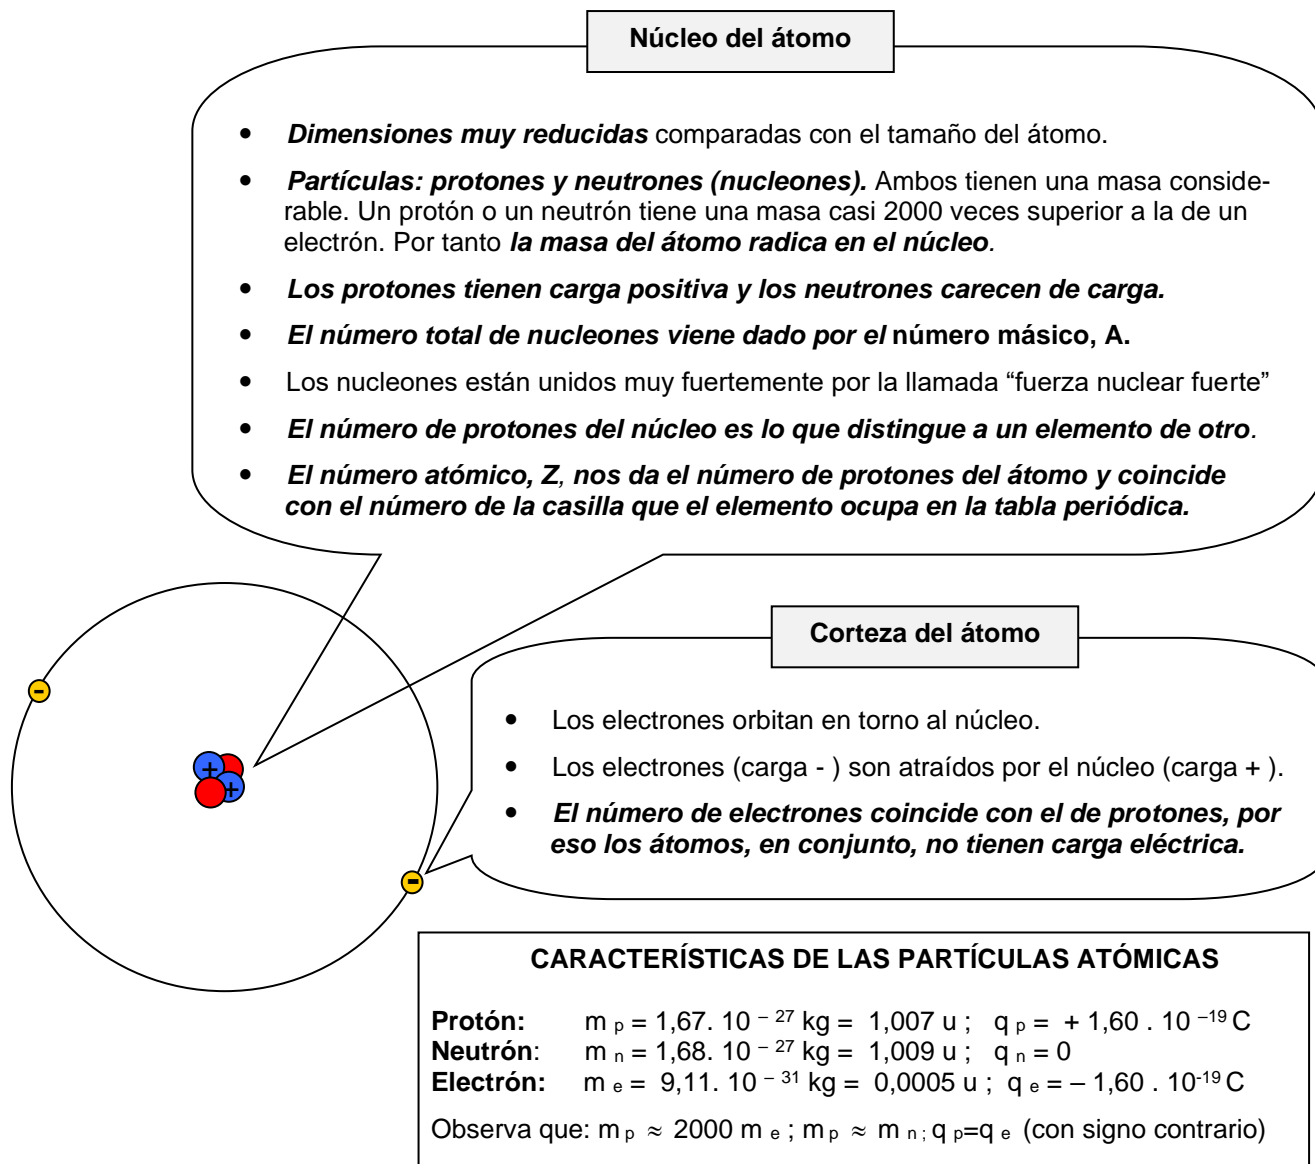 Núcleo del átomo
• Dimensiones muy reducidas comparadas con el tamaño del átomo.
• Partículas: protones y neutrones (nucleones). Ambos tienen una masa conside-
rable. Un protón o un neutrón tiene una masa casi 2000 veces superior a la de un
electrón. Por tanto la masa del átomo radica en el núcleo.
• Los protones tienen carga positiva y los neutrones carecen de carga.
• El número total de nucleones viene dado por el número másico, A.
• Los nucleones están unidos muy fuertemente por la llamada “fuerza nuclear fuerte”
• El número de protones del núcleo es lo que distingue a un elemento de otro.
• El número atómico, Z, nos da el número de protones del átomo y coincide
con el número de la casilla que el elemento ocupa en la tabla periódica.
Corteza del átomo
• Los electrones orbitan en torno al núcleo.
• Los electrones (carga - ) son atraídos por el núcleo (carga + ).
• El número de electrones coincide con el de protones, por
eso los átomos, en conjunto, no tienen carga eléctrica.
-
+
+
-
CARACTERÍSTICAS DE LAS PARTÍCULAS ATÓMICAS
Protón: m p = 1,67. 10 – 27 kg = 1,007 u ; q p = + 1,60 . 10 –19 C
Neutrón: m n = 1,68. 10 – 27 kg = 1,009 u ; q n = 0
Electrón: m e = 9,11. 10 – 31 kg = 0,0005 u ; q e = – 1,60 . 10-19 C
Observa que: m p ≈ 2000 m e ; m p ≈ m n ; q p=q e (con signo contrario)